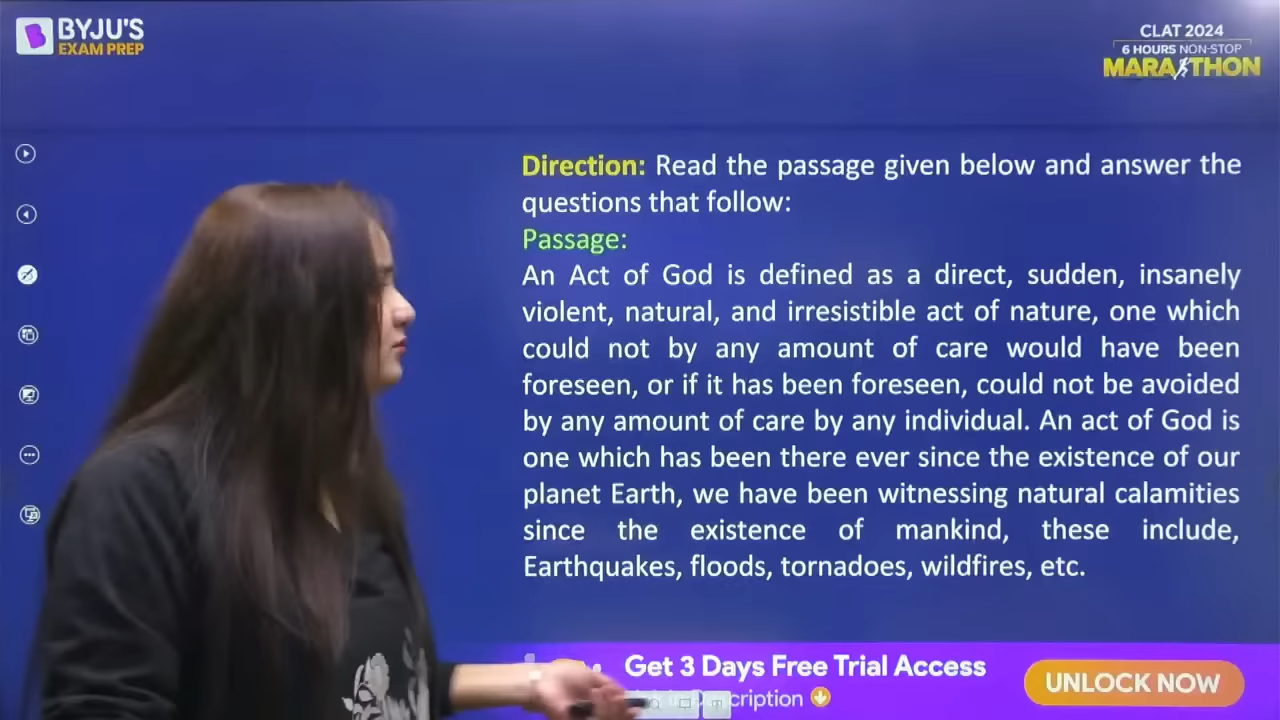 BYJU'S
EXAM PREP
CLAT 2024
6 HOURS NON-STOP
MARATHON
Direction: Read the passage given below and answer the
questions that follow:
Passage:
An Act of God is defined as a direct, sudden, insanely
violent, natural, and irresistible act of nature, one which
could not by any amount of care would have been
foreseen, or if it has been foreseen, could not be avoided
by any amount of care by any individual. An act of God is
one which has been there ever since the existence of our
planet Earth, we have been witnessing natural calamities
since the existence of mankind, these include,
Earthquakes, floods, tornadoes, wildfires, etc.
Get 3 Days Free Trial Access
UNLOCK NOW